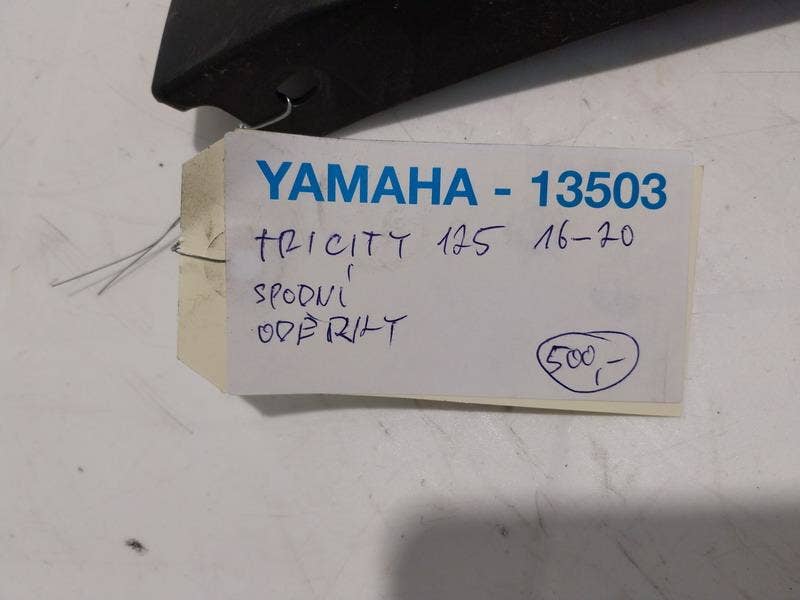 YAMAHA - 13503
TRICITY 125 16-20
SPODNÍ
ODĚRKY
500,-